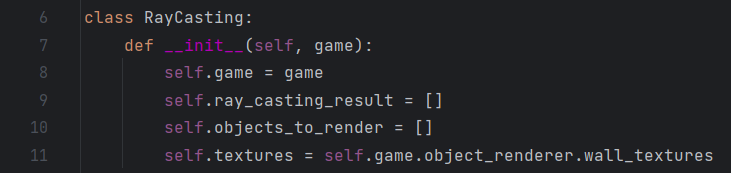 6 class RayCasting:
7     def __init__(self, game):
8         self.game = game
9         self.ray_casting_result = []
10         self.objects_to_render = []
11         self.textures = self.game.object_renderer.wall_textures